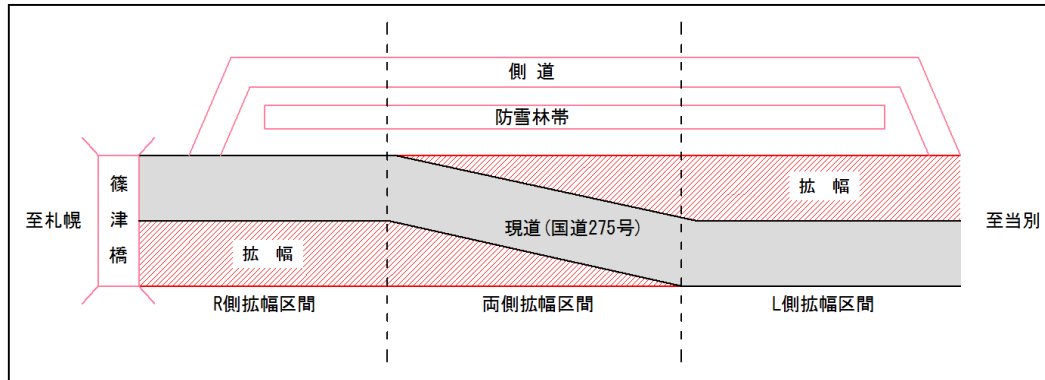 側 道
防雪林帯
篠津橋
拡 幅
至札幌
至当別
現道(国道275号)
拡 幅
R側拡幅区間
両側拡幅区間
L側拡幅区間